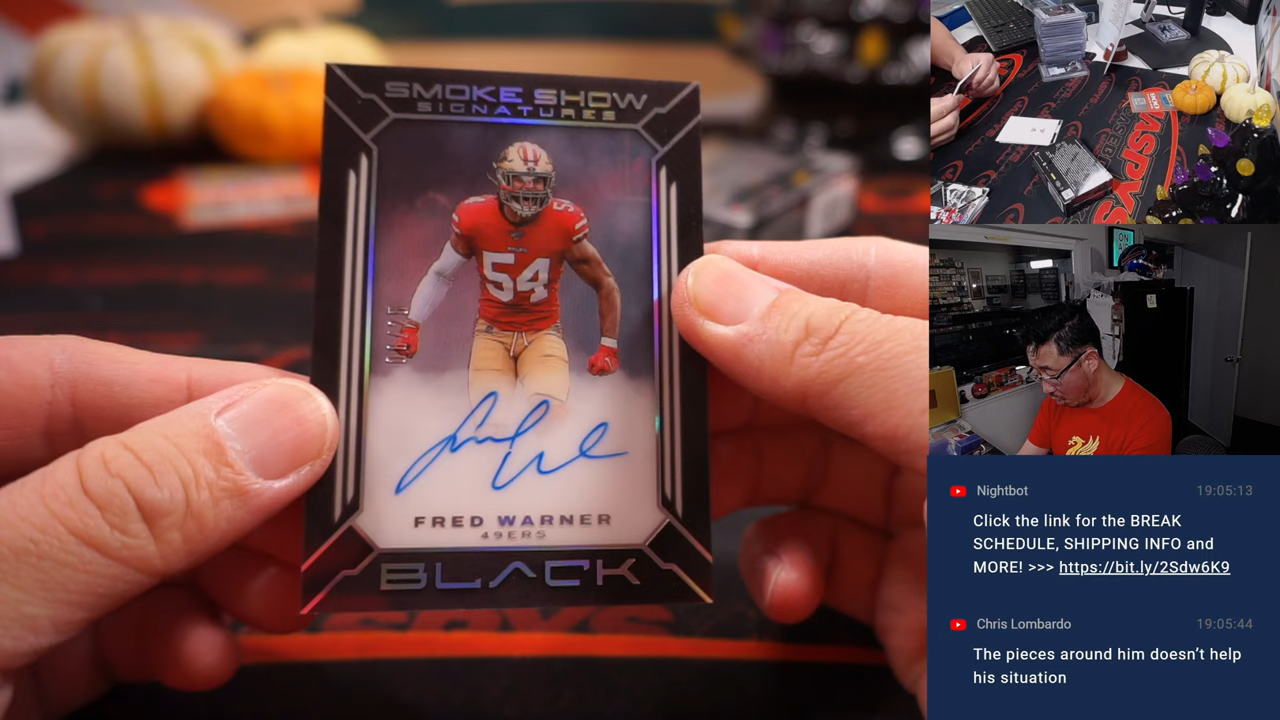 SMOKE SHOW
SIGNATURES
54
FRED WARNER
49ERS
BLACK
ON
AIR
Nightbot 19:05:13
Click the link for the BREAK
SCHEDULE, SHIPPING INFO and
MORE! >>> https://bit.ly/2Sdw6K9
Chris Lombardo 19:05:44
The pieces around him doesn’t help
his situation